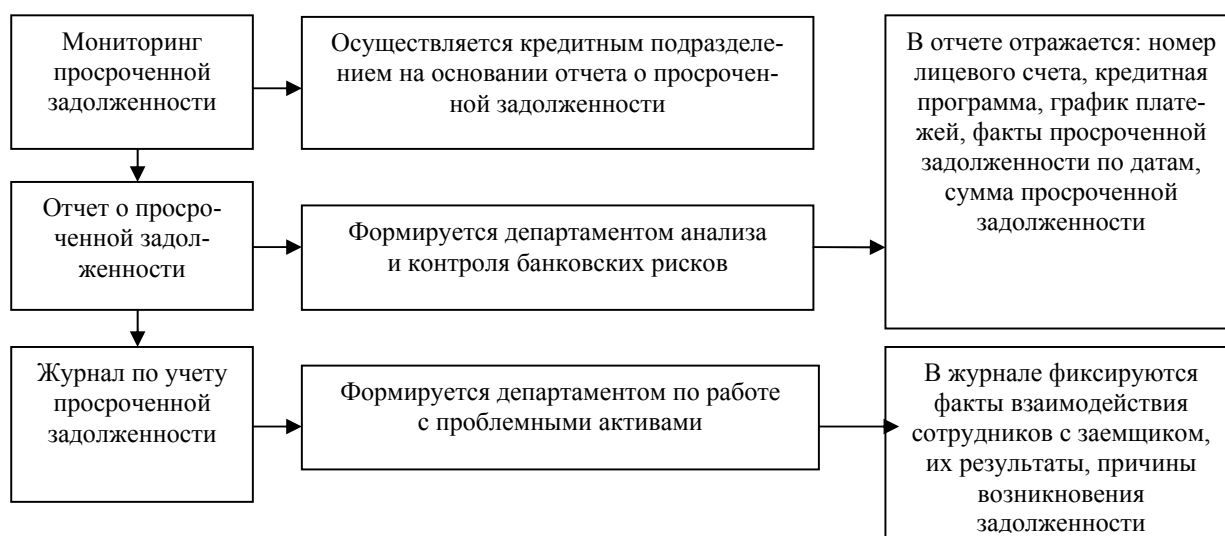 Мониторинг
просроченной
задолженности
Осуществляется кредитным подразделе-
нием на основании отчета о просрочен-
ной задолженности
В отчете отражается: номер
лицевого счета, кредитная
программа, график плате-
жей, факты просроченной
задолженности по датам,
сумма просроченной
задолженности
Отчет о просро-
ченной задол-
женности
Формируется департаментом анализа
и контроля банковских рисков
Журнал по учету
просроченной
задолженности
Формируется департаментом по работе
с проблемными активами
В журнале фиксируются
факты взаимодействия
сотрудников с заемщиком,
их результаты, причины
возникновения
задолженности